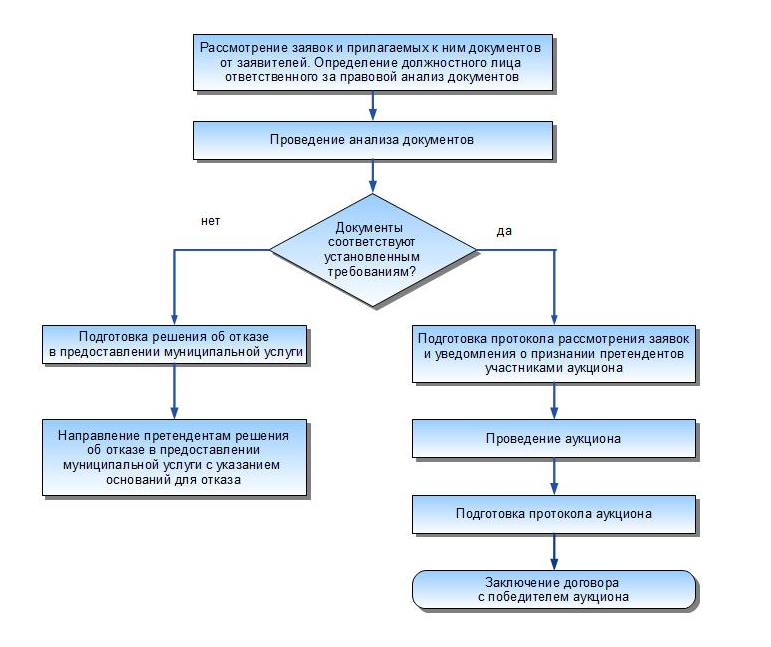 Рассмотрение заявок и прилагаемых к ним документов
от заявителей. Определение должностного лица
ответственного за правовой анализ документов
Проведение анализа документов
Документы
соответствуют
установленным
требованиям?
нет
да
Подготовка решения об отказе
в предоставлении муниципальной услуги
Направление претендентам решения
об отказе в предоставлении
муниципальной услуги с указанием
оснований для отказа
Подготовка протокола рассмотрения заявок
и уведомления о признании претендентов
участниками аукциона
Проведение аукциона
Подготовка протокола аукциона
Заключение договора
с победителем аукциона